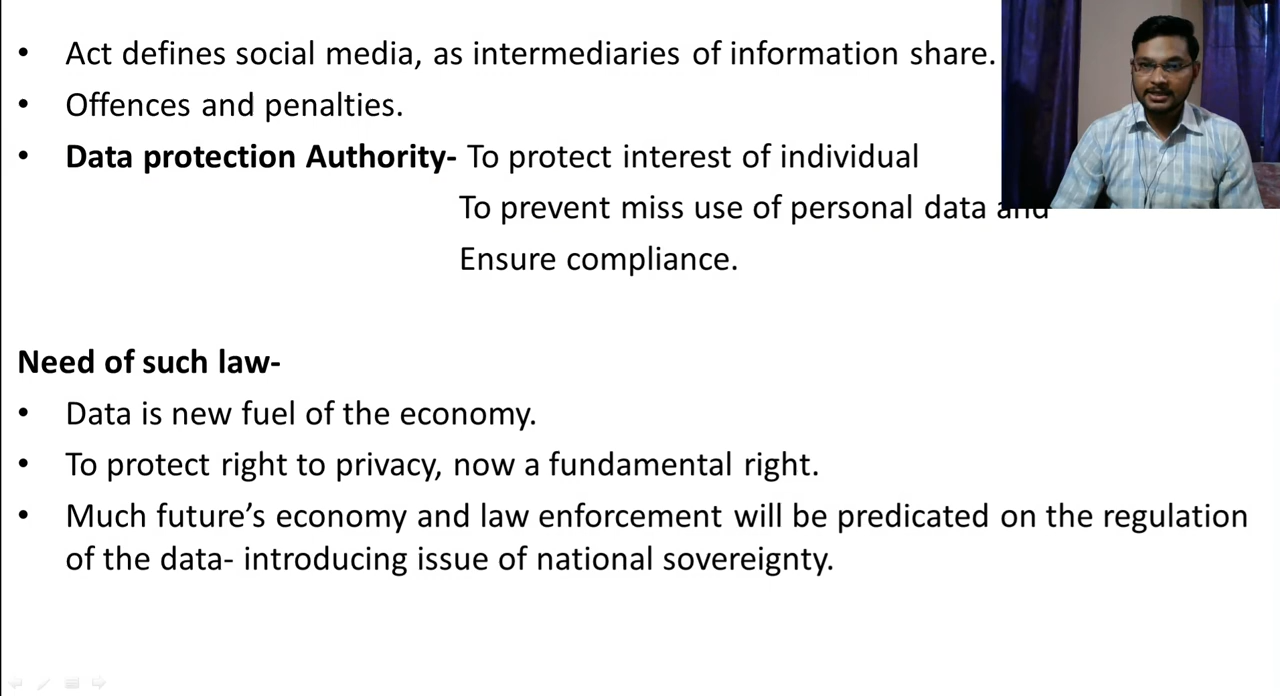 • Act defines social media, as intermediaries of information share.
• Offences and penalties.
• Data protection Authority- To protect interest of individual
To prevent miss use of personal data and
Ensure compliance.
Need of such law-
• Data is new fuel of the economy.
• To protect right to privacy, now a fundamental right.
• Much future’s economy and law enforcement will be predicated on the regulation
of the data- introducing issue of national sovereignty.